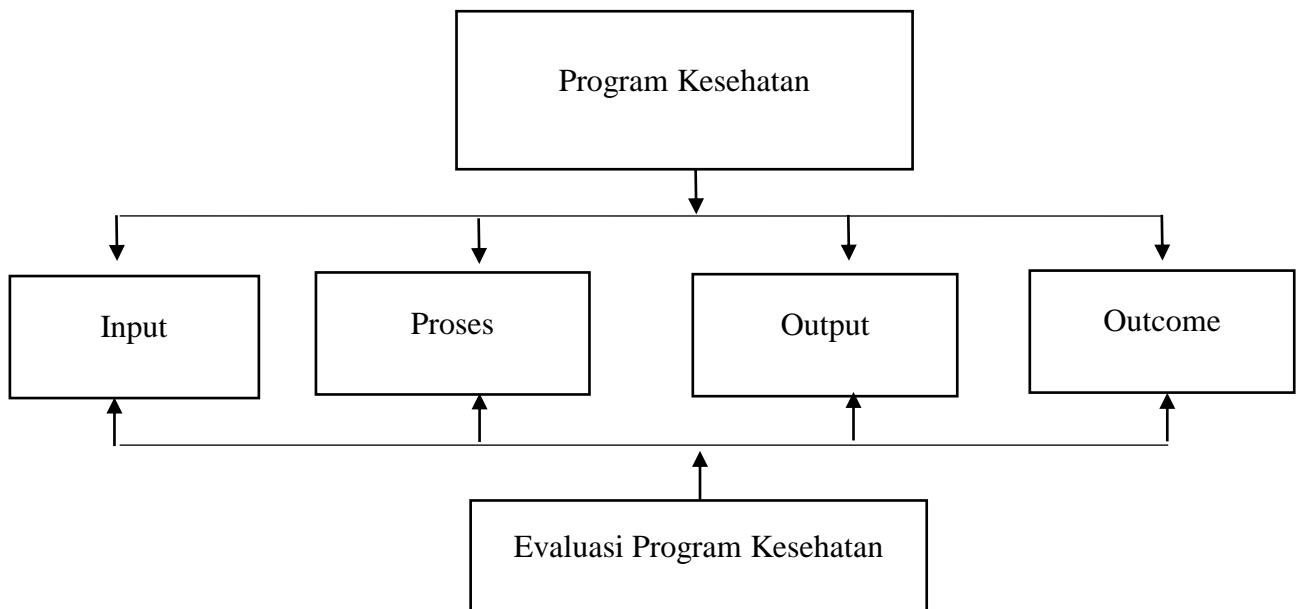 Program Kesehatan
Input
Proses
Output
Outcome
Evaluasi Program Kesehatan